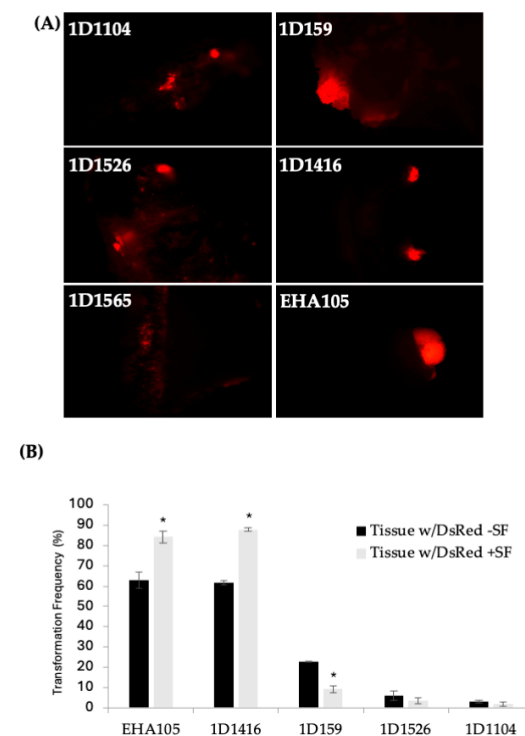 (A)
1D1104
1D159
1D1526
1D1416
1D1565
EHA105
(B)
Transformation Frequency (%)
100
90
80
70
60
50
40
30
20
10
0
*
*
*
Tissue w/DsRed -SF
Tissue w/DsRed +SF
EHA105 1D1416 1D159 1D1526 1D1104